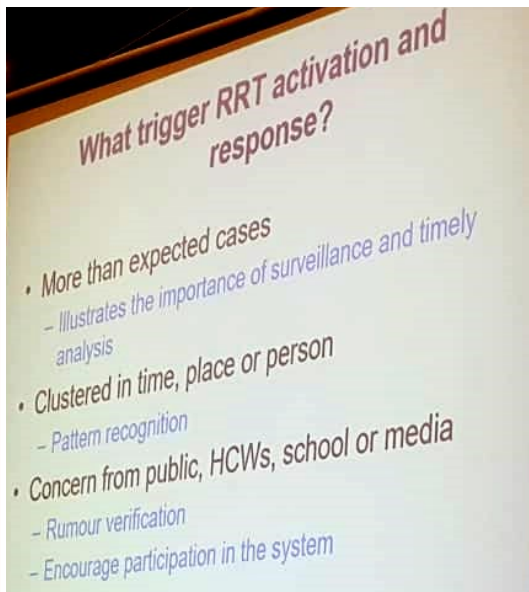 What trigger RRT activation and
response?
• More than expected cases
– Illustrates the importance of surveillance and timely
analysis
• Clustered in time, place or person
– Pattern recognition
• Concern from public, HCWs, school or media
– Rumour verification
– Encourage participation in the system